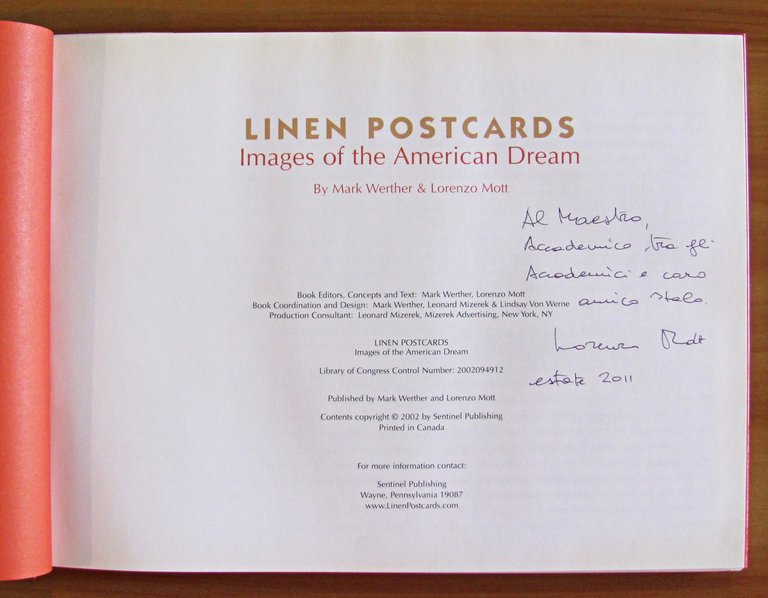 LINEN POSTCARDS
Images of the American Dream
By Mark Werther & Lorenzo Mott
Al Maestro,
Accademico tra gli
Accademici e caro
amico Italo.
Lorenzo Mott
estate 2011
Book Editors, Concepts and Text: Mark Werther, Lorenzo Mott
Book Coordination and Design: Mark Werther, Leonard Mizerek & Lindsay Von Werne
Production Consultant: Leonard Mizerek, Mizerek Advertising, New York, NY
LINEN POSTCARDS
Images of the American Dream
Library of Congress Control Number: 2002094912
Published by Mark Werther and Lorenzo Mott
Contents copyright © 2002 by Sentinel Publishing
Printed in Canada
For more information contact:
Sentinel Publishing
Wayne, Pennsylvania 19087
www.LinenPostcards.com